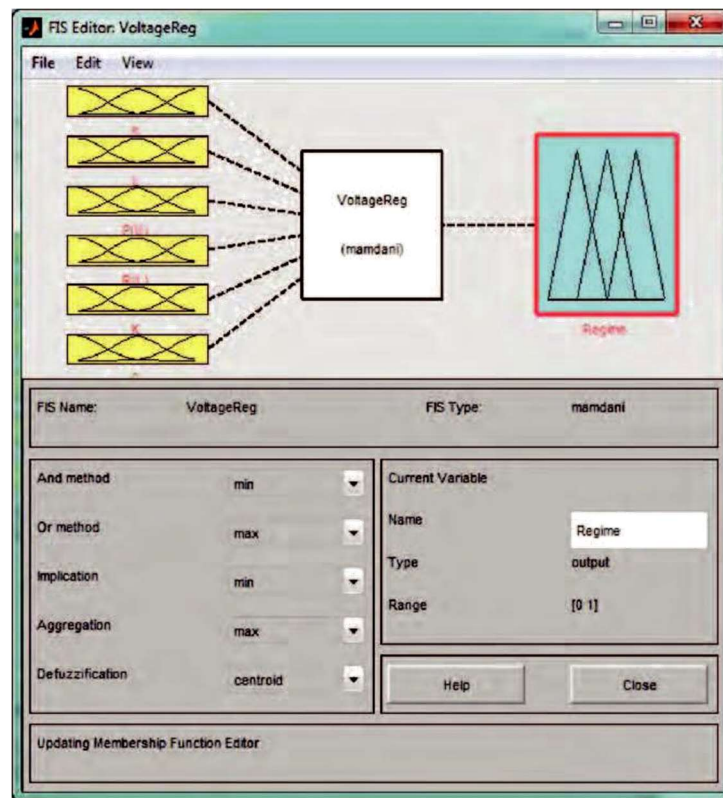 FIS Editor: VoltageReg
File Edit View
VoltageReg
(mamdani)
Regime
K
FIS Name: VoltageReg FIS Type: mamdani
And method min
Or method max
Implication min
Aggregation max
Defuzzification centroid
Current Variable
Name Regime
Type output
Range [0 1]
Help Close
Updating Membership Function Editor